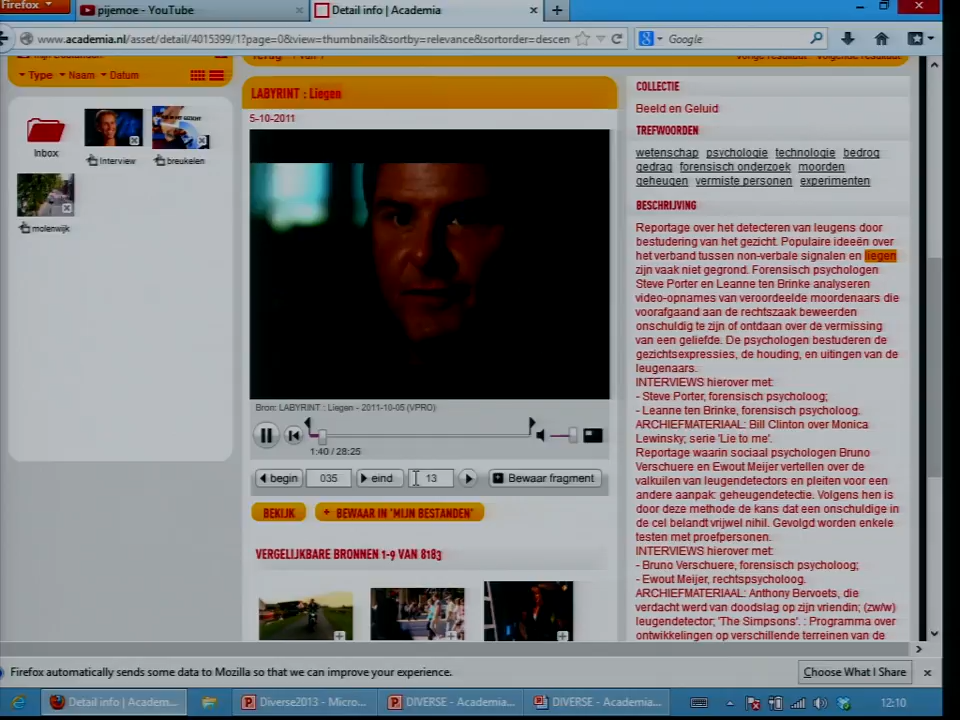 Firefox
pijemoe - YouTube
Detail info | Academia
www.academia.nl/asset/detail/4015399/1?page=0&view=thumbnails&sortby=relevance&sortorder=descen
Google
Type Naam Datum
Inbox
Interview
breukelen
molenwijk
LABYRINT : Liegen
5-10-2011
Bron: LABYRINT : Liegen - 2011-10-05 (VPRO)
1:40 / 28:25
begin 035 eind 13 Bewaar fragment
BEKIJK + BEWAAR IN 'MIJN BESTANDEN'
VERGELIJKBARE BRONNEN 1-9 VAN 8183
COLLECTIE
Beeld en Geluid
TREFWOORDEN
wetenschap psychologie technologie bedrog
gedrag forensisch onderzoek moorden
geheugen vermiste personen experimenten
BESCHRIJVING
Reportage over het detecteren van leugens door
bestudering van het gezicht. Populaire ideeën over
het verband tussen non-verbale signalen en liegen
zijn vaak niet gegrond. Forensisch psychologen
Steve Porter en Leanne ten Brinke analyseren
video-opnames van veroordeelde moordenaars die
voorafgaand aan de rechtszaak beweerden
onschuldig te zijn of ontdaan over de vermissing
van een geliefde. De psychologen bestuderen de
gezichtsexpressies, de houding, en uitingen van de
leugenaars.
INTERVIEWS hierover met:
- Steve Porter, forensisch psycholoog;
- Leanne ten Brinke, forensisch psycholoog.
ARCHIEFMATERIAAL: Bill Clinton over Monica
Lewinsky; serie 'Lie to me'.
Reportage waarin sociaal psychologen Bruno
Verschuere en Ewout Meijer vertellen over de
valkuilen van leugendetectors en pleiten voor een
andere aanpak: geheugendetectie. Volgens hen is
door deze methode de kans dat een onschuldige in
de cel belandt vrijwel nihil. Gevolgd worden enkele
testen met proefpersonen.
INTERVIEWS hierover met:
- Bruno Verschuere, forensisch psycholoog;
- Ewout Meijer, rechtspsycholoog.
ARCHIEFMATERIAAL: Anthony Bervoets, die
verdacht werd van doodslag op zijn vriendin; (zw/w)
leugendetector; 'The Simpsons'. : Programma over
ontwikkelingen op verschillende terreinen van de
Firefox automatically sends some data to Mozilla so that we can improve your experience.
Choose What I Share
Detail info | Academ...
Diverse2013 - Micro...
DIVERSE - Academia...
DIVERSE - Academia...
12:10